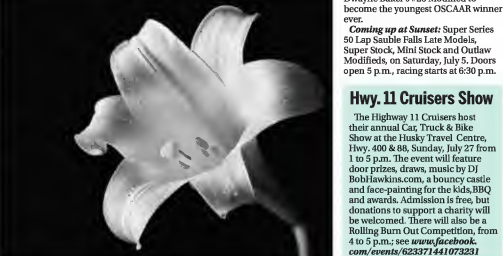 become the youngest OSCAAR winner
ever.
Coming up at Sunset: Super Series
50 Lap Sauble Falls Late Models,
Super Stock, Mini Stock and Outlaw
Modifieds, on Saturday, July 5. Doors
open 5 p.m., racing starts at 6:30 p.m.
Hwy. 11 Cruisers Show
The Highway 11 Cruisers host
their annual Car, Truck & Bike
Show at the Husky Travel Centre,
Hwy. 400 & 88, Sunday, July 27 from
1 to 5 p.m. The event will feature
door prizes, draws, music by DJ
BobHawkins.com, a bouncy castle
and face-painting for the kids,BBQ
and awards. Admission is free, but
donations to support a charity will
be welcomed. There will also be a
Rolling Burn Out Competition, from
4 to 5 p.m.; see www.facebook.
com/events/623371441073231